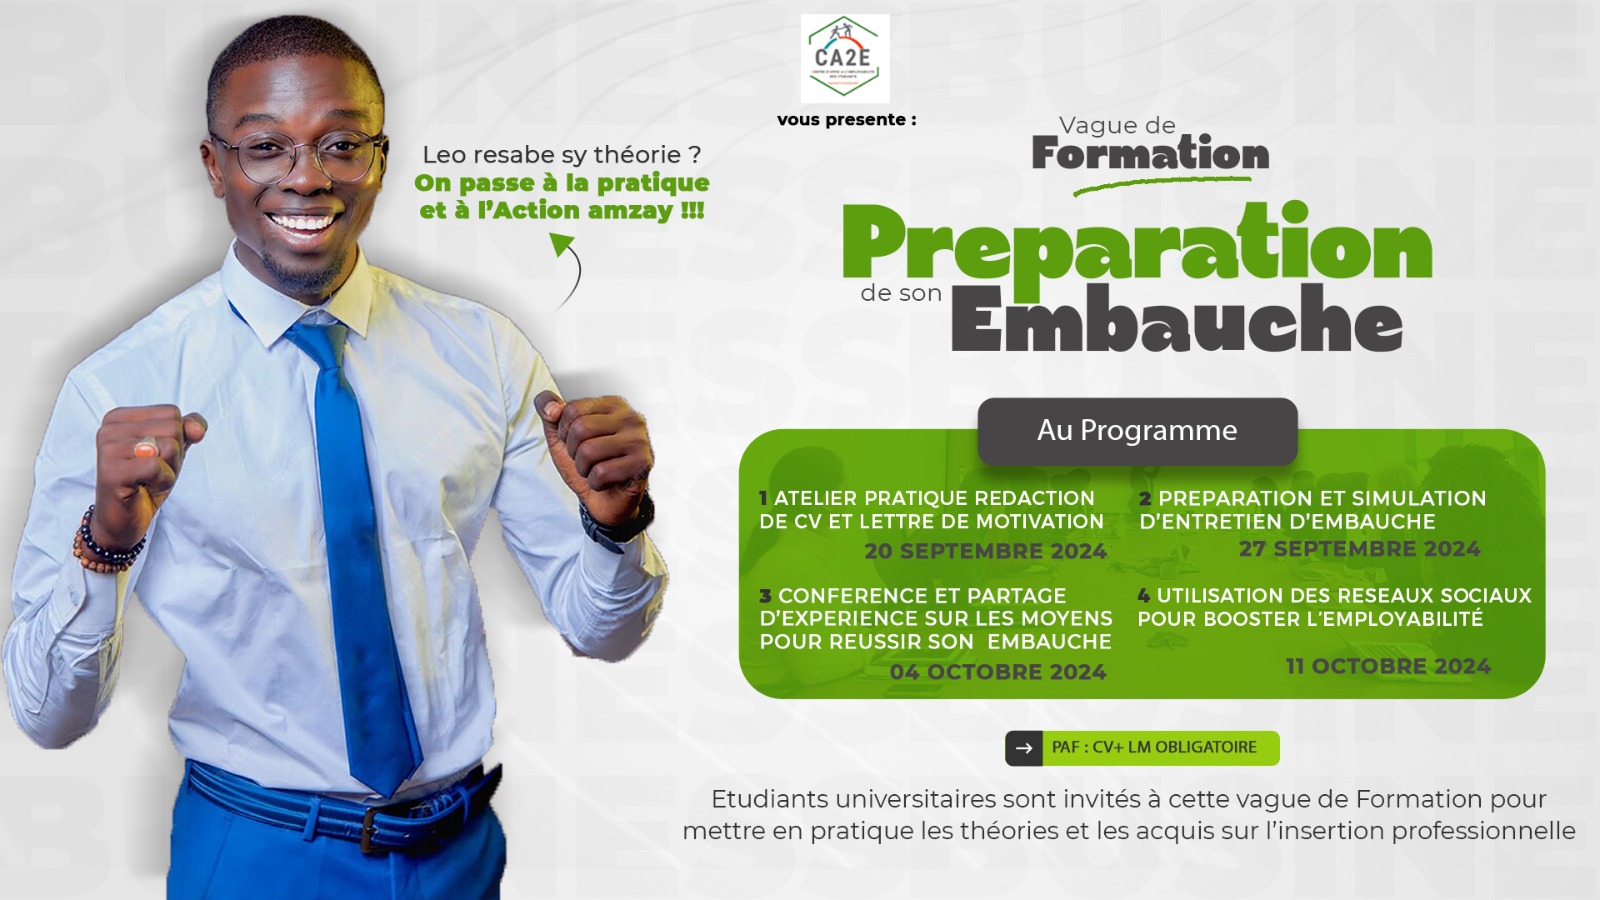 CA2E
vous presente :
Leo resabe sy théorie ?
On passe à la pratique
et à l’Action amzay !!!
Vague de
Formation
Preparation
de son Embauche
Au Programme
1 ATELIER PRATIQUE REDACTION
DE CV ET LETTRE DE MOTIVATION
20 SEPTEMBRE 2024
2 PREPARATION ET SIMULATION
D’ENTRETIEN D’EMBAUCHE
27 SEPTEMBRE 2024
3 CONFERENCE ET PARTAGE
D’EXPERIENCE SUR LES MOYENS
POUR REUSSIR SON EMBAUCHE
04 OCTOBRE 2024
4 UTILISATION DES RESEAUX SOCIAUX
POUR BOOSTER L’EMPLOYABILITÉ
11 OCTOBRE 2024
PAF : CV+ LM OBLIGATOIRE
Etudiants universitaires sont invités à cette vague de Formation pour
mettre en pratique les théories et les acquis sur l’insertion professionnelle